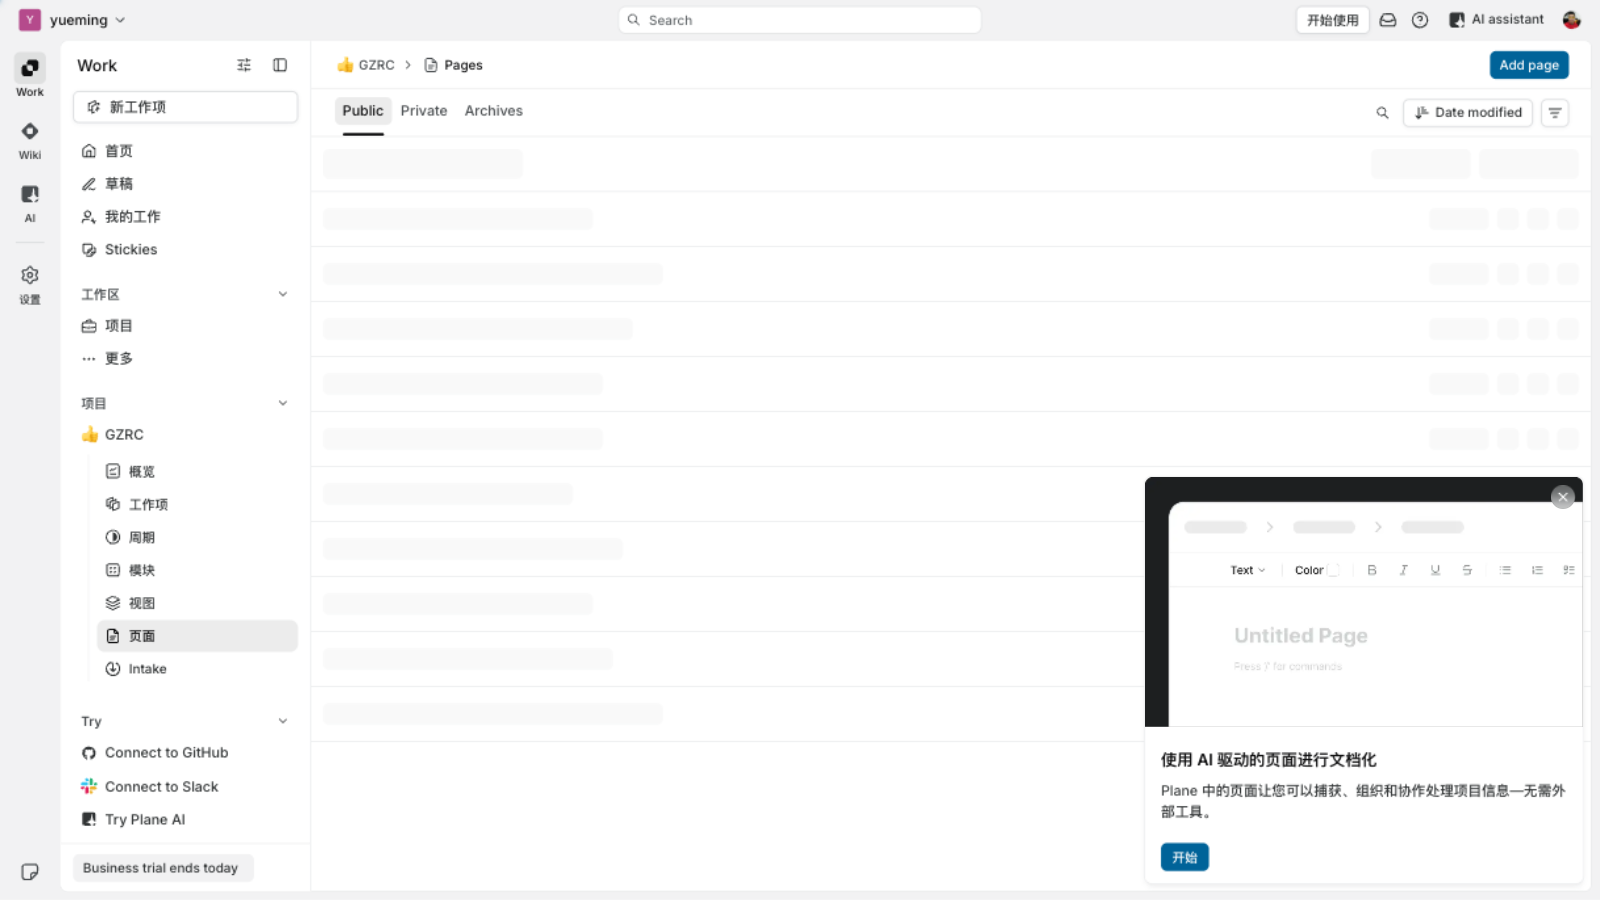 Y yueming
Search
开始使用
AI assistant
Work
Wiki
AI
设置
Work
新工作项
首页
草稿
我的工作
Stickies
工作区
项目
更多
项目
GZRC
概览
工作项
周期
模块
视图
页面
Intake
Try
Connect to GitHub
Connect to Slack
Try Plane AI
Business trial ends today
GZRC
Pages
Add page
Public Private Archives
Date modified
Text Color B I U S
Untitled Page
Press '/' for commands
使用 AI 驱动的页面进行文档化
Plane 中的页面让您可以捕获、组织和协作处理项目信息—无需外
部工具。
开始